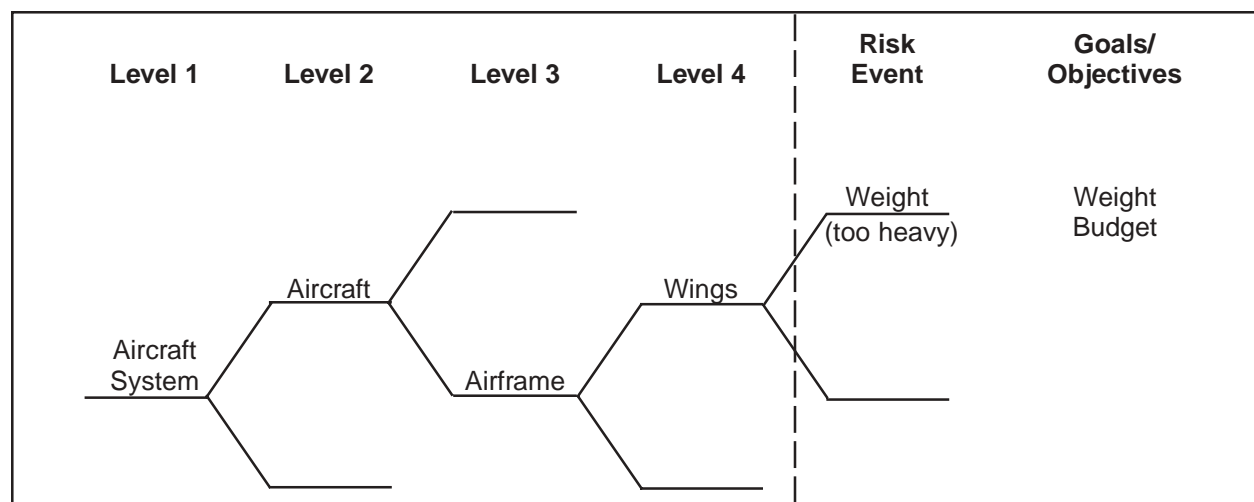 Level 1 Level 2 Level 3 Level 4 Risk Event Goals/ Objectives
Weight
(too heavy)
Weight
Budget
Aircraft
Wings
Aircraft
System
Airframe